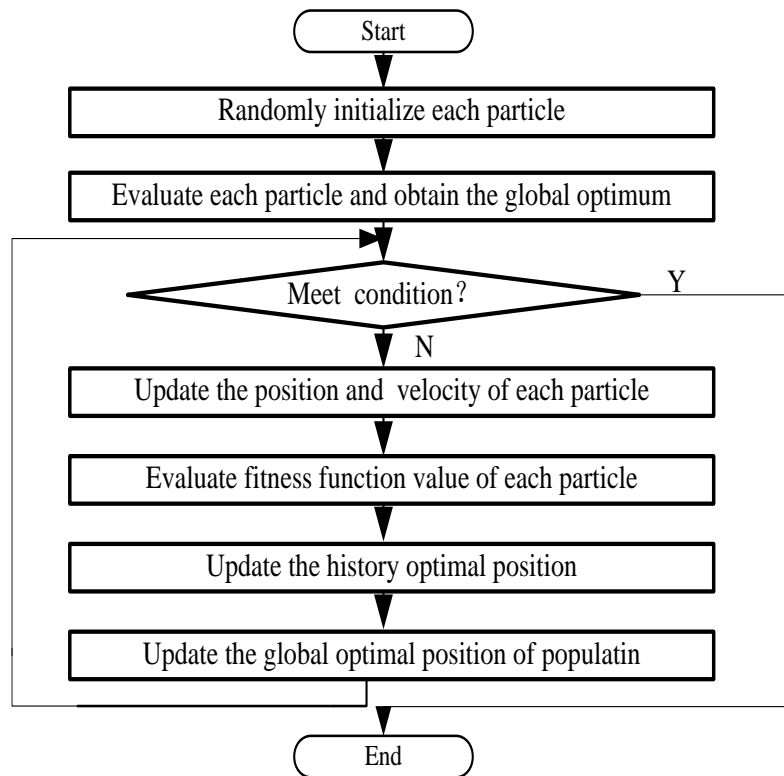 Start
Randomly initialize each particle
Evaluate each particle and obtain the global optimum
Meet condition?
Y
N
Update the position and velocity of each particle
Evaluate fitness function value of each particle
Update the history optimal position
Update the global optimal position of populatin
End